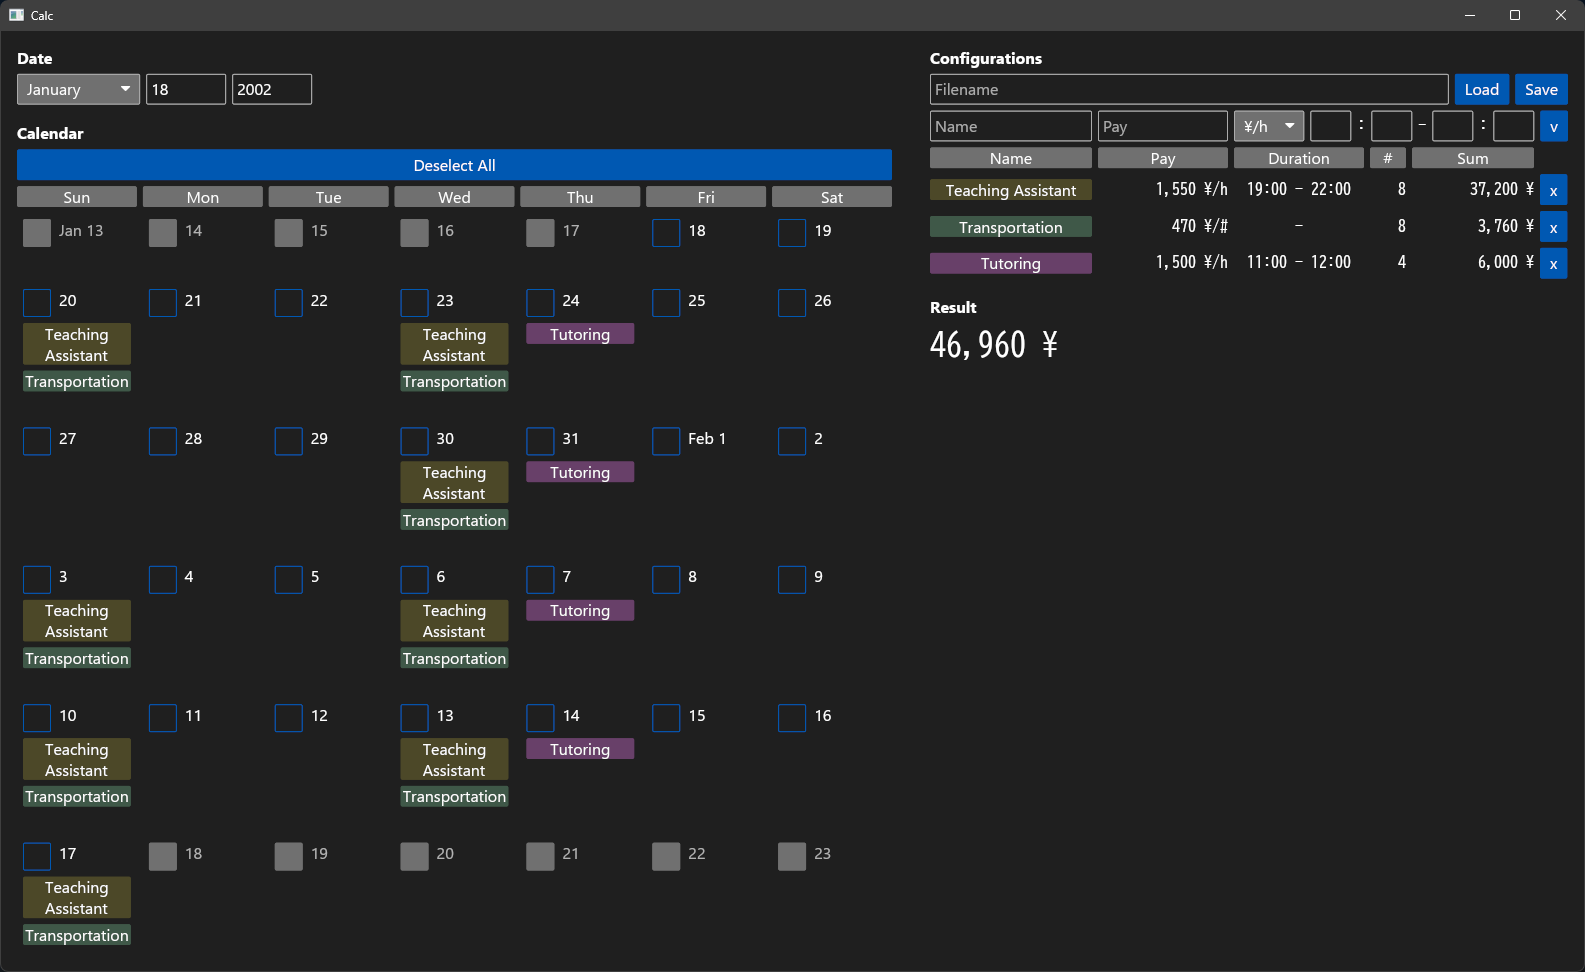 Calc
Date
January 18 2002
Calendar
Deselect All
Sun Mon Tue Wed Thu Fri Sat
Jan 13 14 15 16 17 18 19
20 21 22 23 24 25 26
Teaching Assistant Teaching Assistant Tutoring
Transportation Transportation
27 28 29 30 31 Feb 1 2
Teaching Assistant Tutoring
Transportation
3 4 5 6 7 8 9
Teaching Assistant Teaching Assistant Tutoring
Transportation Transportation
10 11 12 13 14 15 16
Teaching Assistant Teaching Assistant Tutoring
Transportation Transportation
17 18 19 20 21 22 23
Teaching Assistant
Transportation
Configurations
Filename Load Save
Name Pay ¥/h : - : v
Name Pay Duration # Sum
Teaching Assistant 1,550 ¥/h 19:00 - 22:00 8 37,200 ¥ x
Transportation 470 ¥/# - 8 3,760 ¥ x
Tutoring 1,500 ¥/h 11:00 - 12:00 4 6,000 ¥ x
Result
46,960 ¥